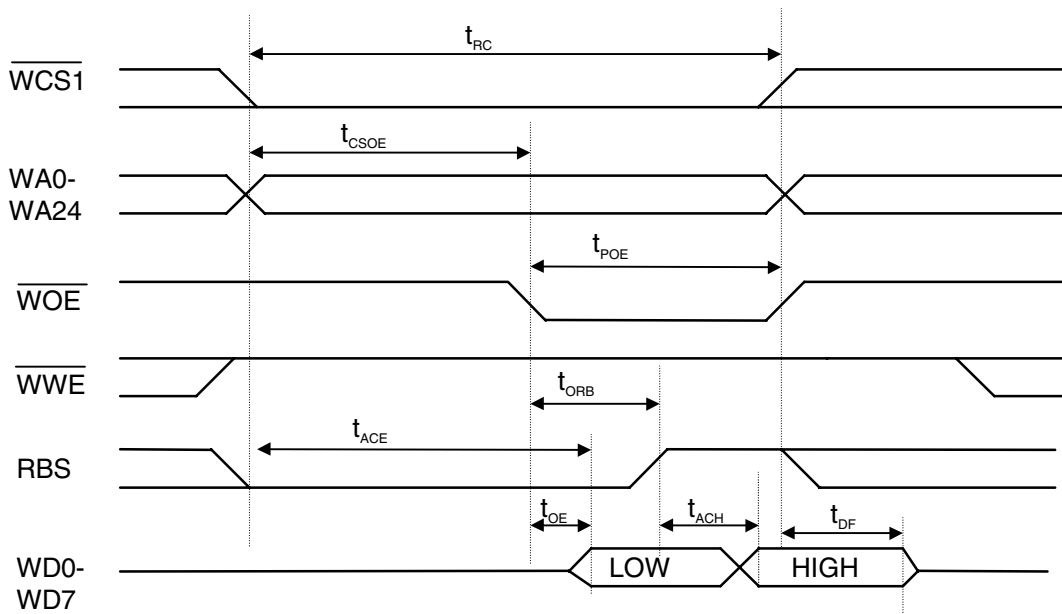 t_RC
WCS1
t_CSOE
WA0-
WA24
t_POE
WOE
WWE
t_ORB
t_ACE
RBS
t_OE
t_ACH
t_DF
WD0-
WD7
LOW
HIGH